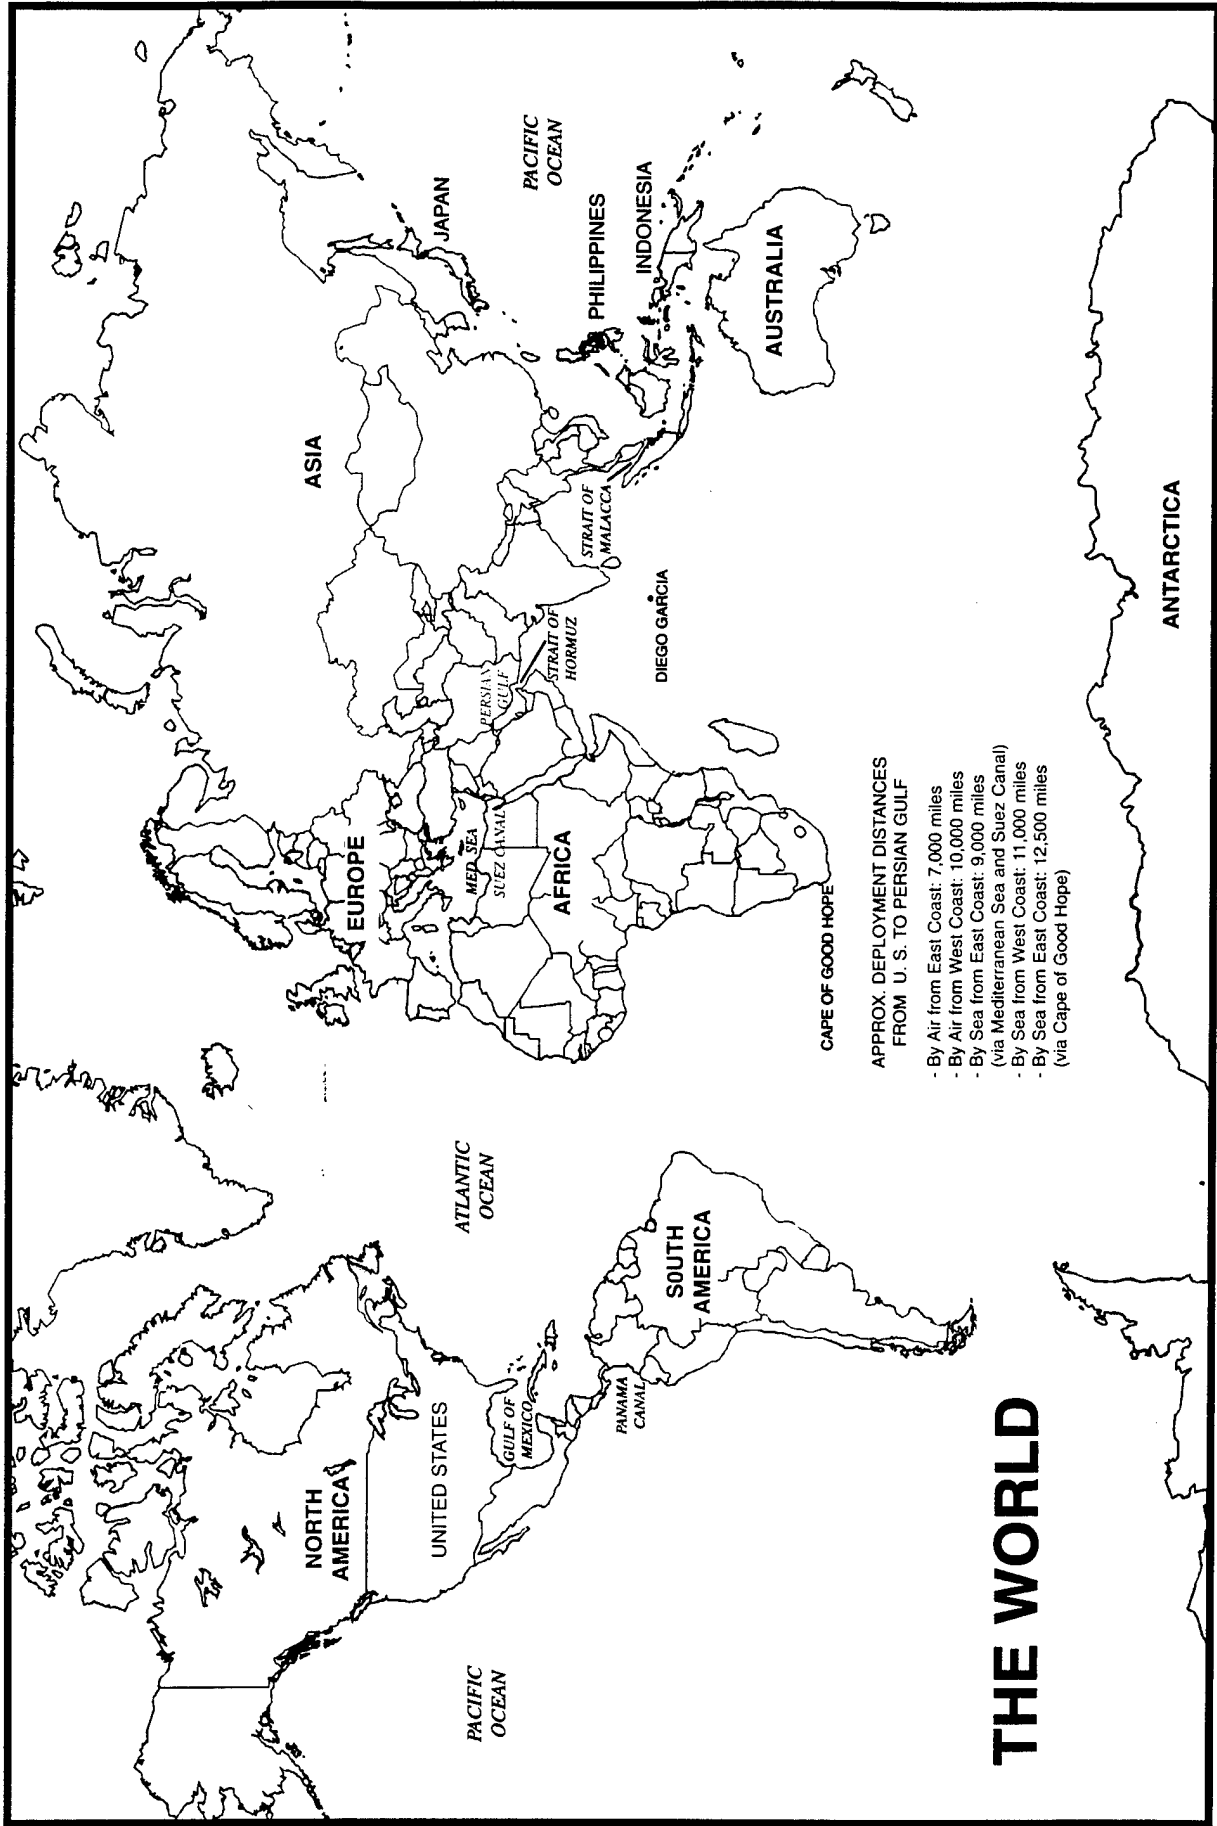 ASIA
JAPAN
PACIFIC
OCEAN
PHILIPPINES
INDONESIA
AUSTRALIA
STRAIT OF
MALACCA
STRAIT OF
HORMUZ
PERSIAN
GULF
DIEGO GARCIA
ANTARCTICA
EUROPE
MED SEA
SUEZ CANAL
AFRICA
CAPE OF GOOD HOPE
APPROX. DEPLOYMENT DISTANCES
FROM U. S. TO PERSIAN GULF
- By Air from East Coast: 7,000 miles
- By Air from West Coast: 10,000 miles
- By Sea from East Coast: 9,000 miles
(via Mediterranean Sea and Suez Canal)
- By Sea from West Coast: 11,000 miles
- By Sea from East Coast: 12,500 miles
(via Cape of Good Hope)
ATLANTIC
OCEAN
SOUTH
AMERICA
NORTH
AMERICA
UNITED STATES
GULF OF
MEXICO
PANAMA
CANAL
PACIFIC
OCEAN
THE WORLD